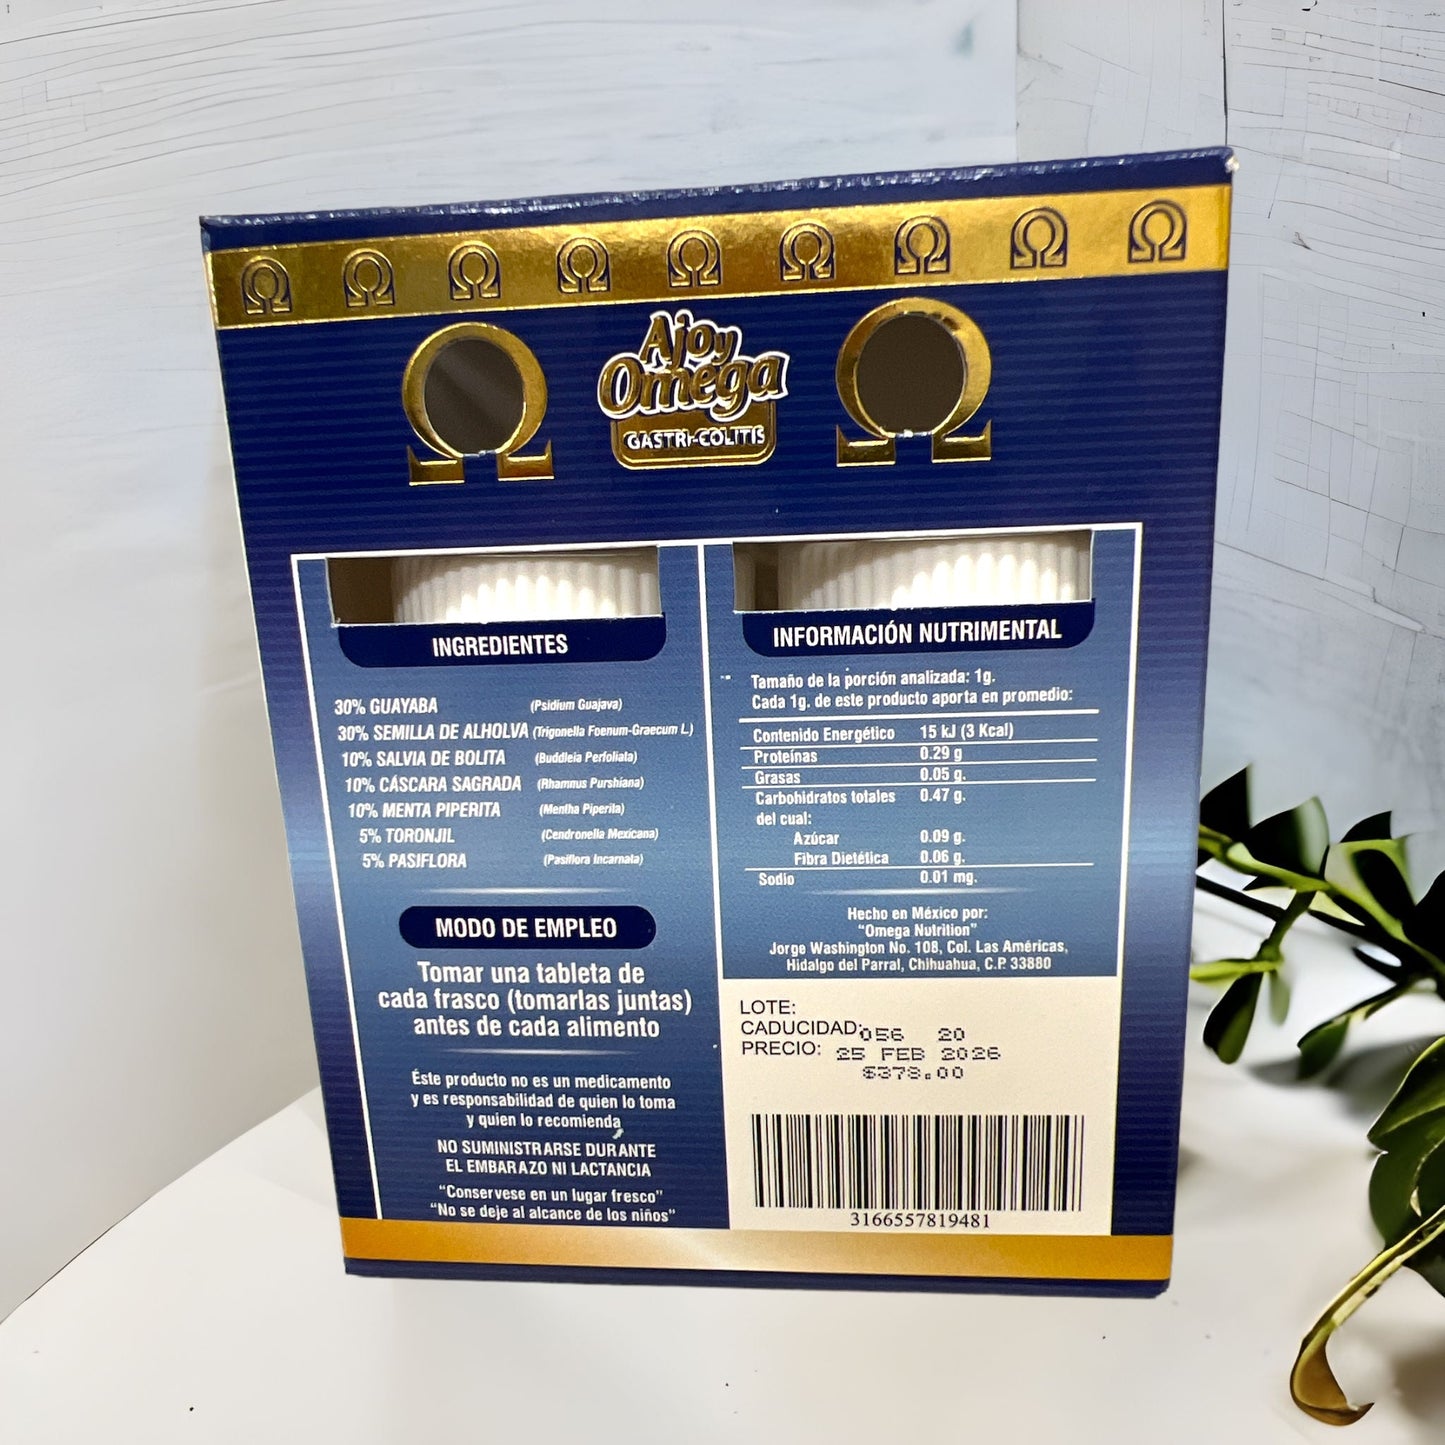 Ajo y
Omega
GASTRI-COLITIS
INGREDIENTES
30% GUAYABA (Psidium Guajava)
30% SEMILLA DE ALHOLVA (Trigonella Foenum-Graecum L.)
10% SALVIA DE BOLITA (Buddleia Perfoliata)
10% CÁSCARA SAGRADA (Rhamnus Purshiana)
10% MENTA PIPERITA (Mentha Piperita)
5% TORONJIL (Cendronella Mexicana)
5% PASIFLORA (Pasiflora Incarnata)
MODO DE EMPLEO
Tomar una tableta de
cada frasco (tomarlas juntas)
antes de cada alimento
Éste producto no es un medicamento
y es responsabilidad de quien lo toma
y quien lo recomienda
NO SUMINISTRARSE DURANTE
EL EMBARAZO NI LACTANCIA
"Conservese en un lugar fresco"
"No se deje al alcance de los niños"
INFORMACIÓN NUTRIMENTAL
Tamaño de la porción analizada: 1g.
Cada 1g. de este producto aporta en promedio:
Contenido Energético 15 kJ (3 Kcal)
Proteínas 0.29 g
Grasas 0.05 g.
Carbohidratos totales 0.47 g.
del cual:
Azúcar 0.09 g.
Fibra Dietética 0.06 g.
Sodio 0.01 mg.
Hecho en México por:
"Omega Nutrition"
Jorge Washington No. 108, Col. Las Américas,
Hidalgo del Parral, Chihuahua, C.P. 33880
LOTE:
CADUCIDAD: 056 20
PRECIO: 25 FEB 2026
$378.00
3166557819481